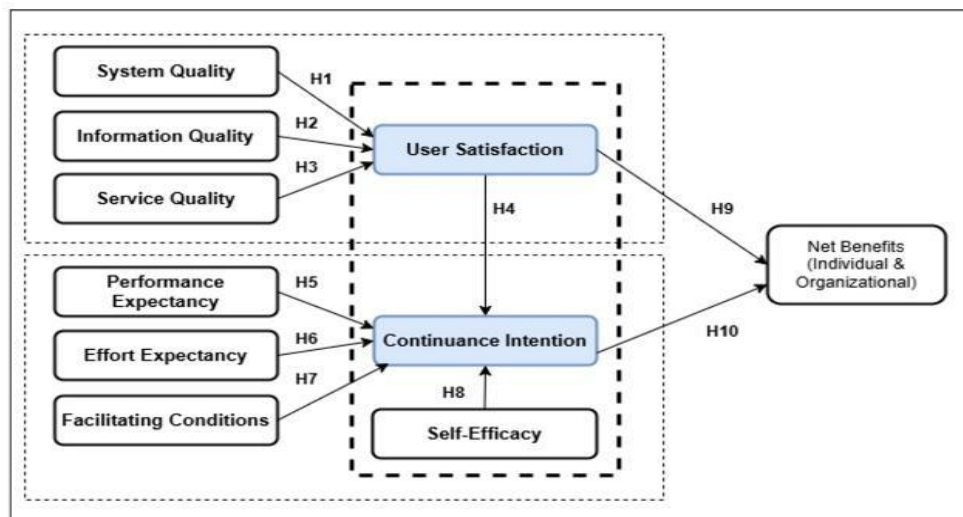 System Quality
H1
Information Quality
H2
User Satisfaction
Service Quality
H3
H4
H9
Net Benefits
(Individual &
Organizational)
Performance
Expectancy
H5
Effort Expectancy
H6
Continuance Intention
H10
H7
Facilitating Conditions
H8
Self-Efficacy